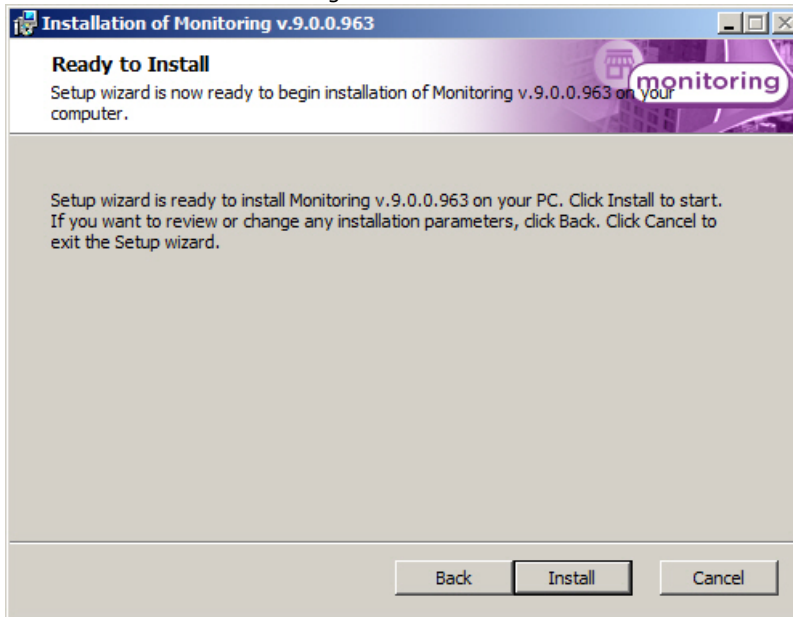 Installation of Monitoring v.9.0.0.963
Ready to Install
Setup wizard is now ready to begin installation of Monitoring v.9.0.0.963 on your
computer.
monitoring
Setup wizard is ready to install Monitoring v.9.0.0.963 on your PC. Click Install to start.
If you want to review or change any installation parameters, click Back. Click Cancel to
exit the Setup wizard.
Back Install Cancel